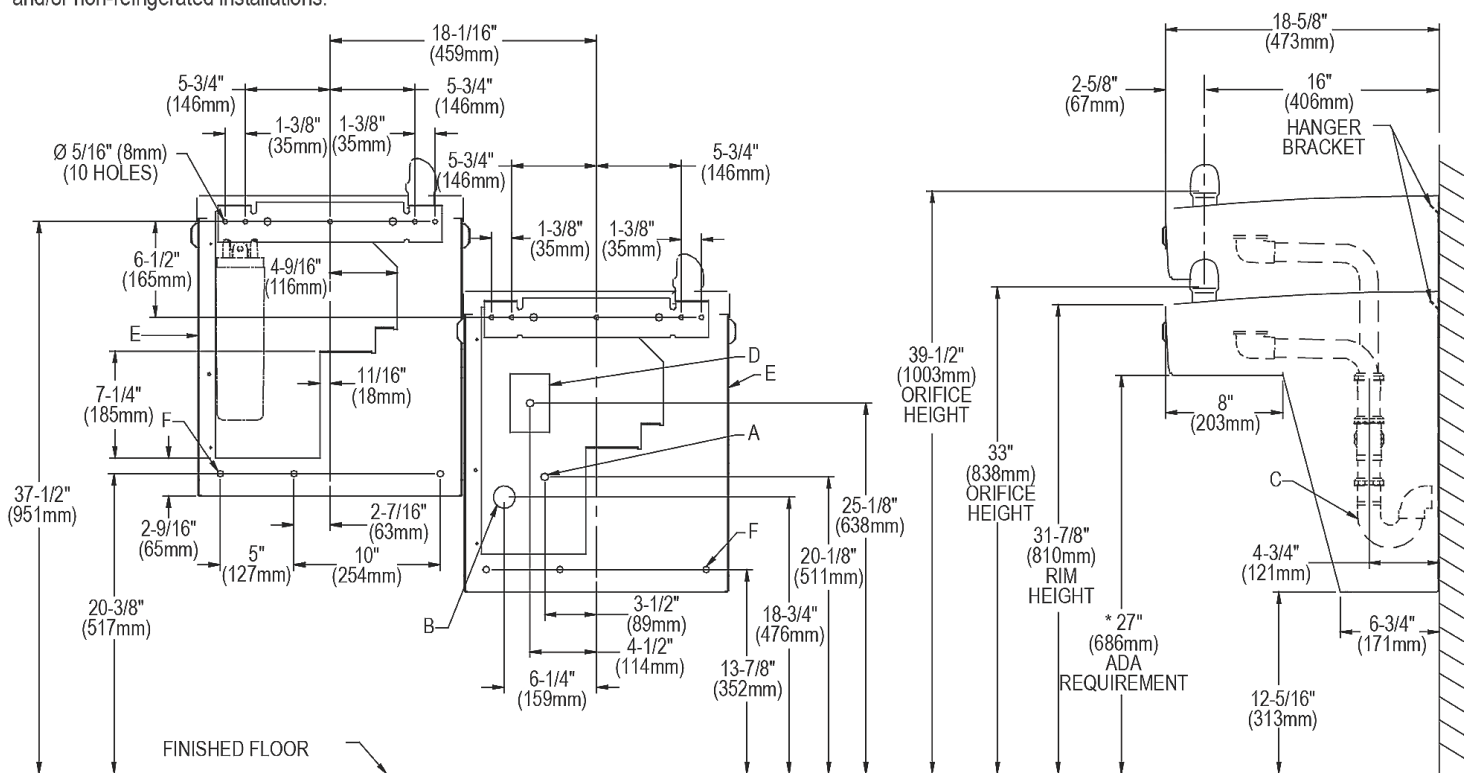 and/or non-refrigerated installations.
18-1/16"
(459mm)
5-3/4"
(146mm)
5-3/4"
(146mm)
1-3/8"
(35mm)
1-3/8"
(35mm)
Ø 5/16" (8mm)
(10 HOLES)
5-3/4"
(146mm)
5-3/4"
(146mm)
1-3/8"
(35mm)
1-3/8"
(35mm)
6-1/2"
(165mm)
4-9/16"
(116mm)
E
D
E
11/16"
(18mm)
7-1/4"
(185mm)
F
A
37-1/2"
(951mm)
2-9/16"
(65mm)
2-7/16"
(63mm)
5"
(127mm)
10"
(254mm)
25-1/8"
(638mm)
F
20-1/8"
(511mm)
20-3/8"
(517mm)
B
3-1/2"
(89mm)
18-3/4"
(476mm)
4-1/2"
(114mm)
6-1/4"
(159mm)
13-7/8"
(352mm)
FINISHED FLOOR
18-5/8"
(473mm)
2-5/8"
(67mm)
16"
(406mm)
HANGER
BRACKET
39-1/2"
(1003mm)
ORIFICE
HEIGHT
8"
(203mm)
33"
(838mm)
ORIFICE
HEIGHT
C
31-7/8"
(810mm)
RIM
HEIGHT
4-3/4"
(121mm)
* 27"
(686mm)
ADA
REQUIREMENT
6-3/4"
(171mm)
12-5/16"
(313mm)